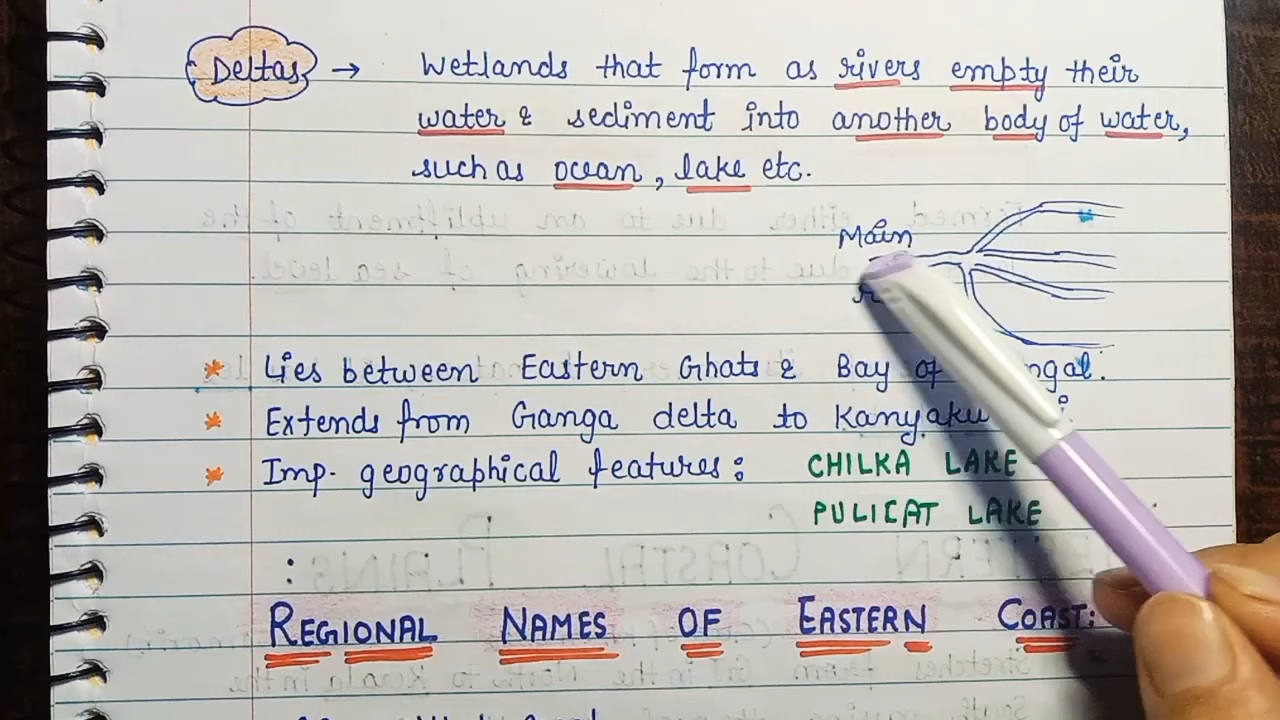 Deltas → Wetlands that form as rivers empty their
water & sediment into another body of water,
such as ocean, lake etc.
Main
* Lies between Eastern Ghats & Bay of
* Extends from Ganga delta to
* Imp. geographical features : CHILKA LAKE
PULICAT LAKE
REGIONAL NAMES OF EASTERN COAST: